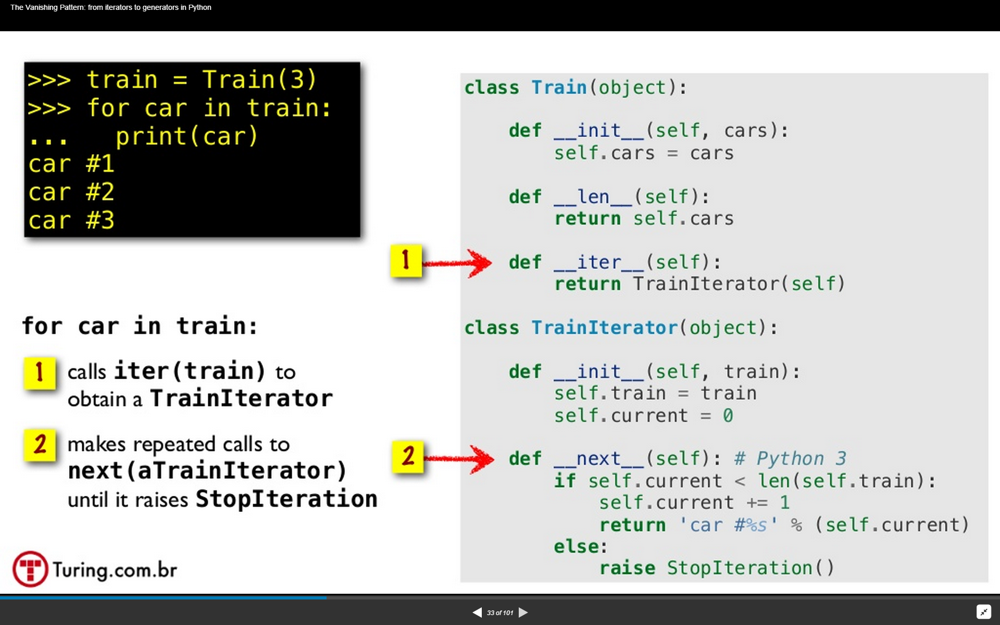 The Vanishing Pattern: from iterators to generators in Python
>>> train = Train(3)
>>> for car in train:
...   print(car)
car #1
car #2
car #3
for car in train:
1 calls iter(train) to
obtain a TrainIterator
2 makes repeated calls to
next(aTrainIterator)
until it raises StopIteration
Turing.com.br
class Train(object):
    def __init__(self, cars):
        self.cars = cars
    def __len__(self):
        return self.cars
1
    def __iter__(self):
        return TrainIterator(self)
class TrainIterator(object):
    def __init__(self, train):
        self.train = train
        self.current = 0
2
    def __next__(self): # Python 3
        if self.current < len(self.train):
            self.current += 1
            return 'car #%s' % (self.current)
        else:
            raise StopIteration()
33 of 101